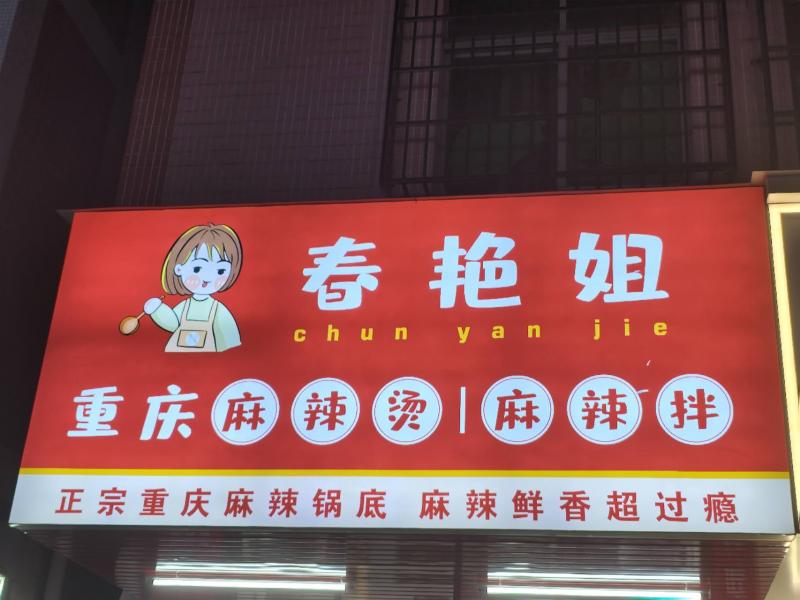 春艳姐
chun yan jie
重庆麻辣烫|麻辣拌
正宗重庆麻辣锅底 麻辣鲜香超过瘾